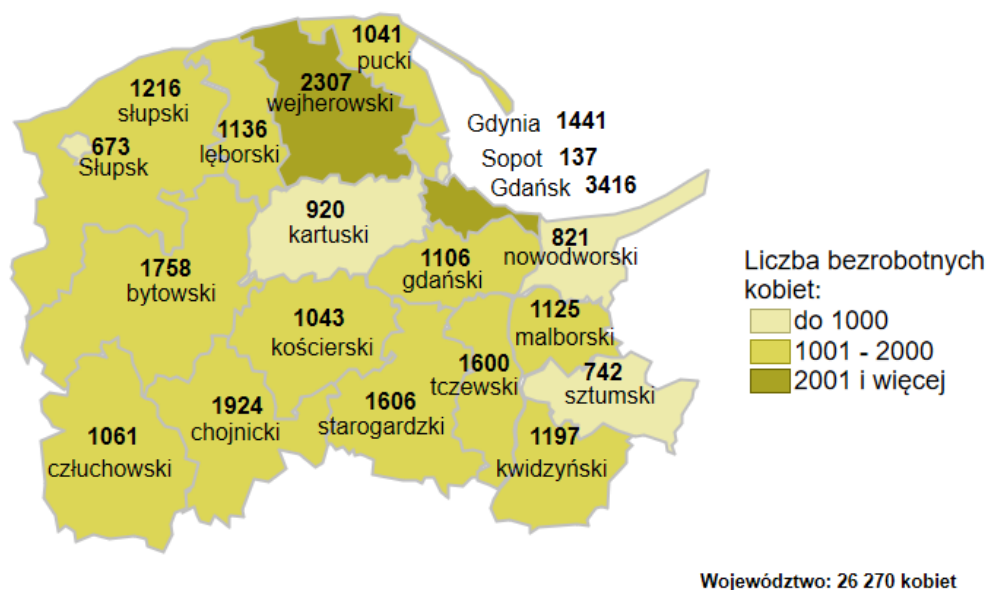 1041
pucki
2307
wejherowski
1216
słupski
673
Słupsk
1136
lęborski
Gdynia 1441
Sopot 137
Gdańsk 3416
920
kartuski
821
nowodworski
1106
gdański
1758
bytowski
1043
kościerski
1125
malborski
1600
tczewski
742
sztumski
1924
chojnicki
1606
starogardzki
1061
człuchowski
1197
kwidzyński
Liczba bezrobotnych
kobiet:
do 1000
1001 - 2000
2001 i więcej
Województwo: 26 270 kobiet